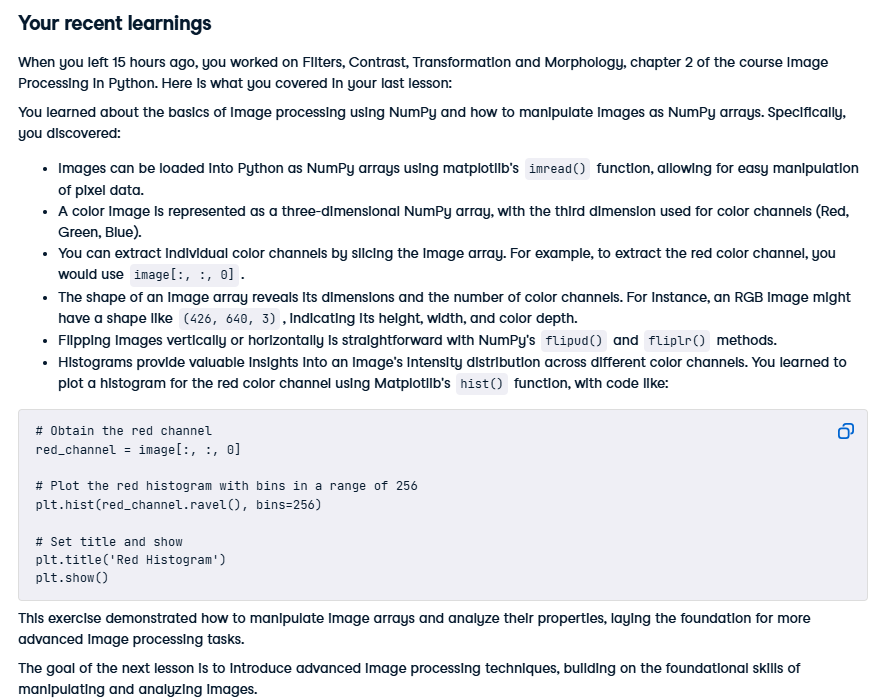 Your recent learnings
When you left 15 hours ago, you worked on Filters, Contrast, Transformation and Morphology, chapter 2 of the course Image
Processing in Python. Here is what you covered in your last lesson:
You learned about the basics of image processing using NumPy and how to manipulate images as NumPy arrays. Specifically,
you discovered:
• Images can be loaded into Python as NumPy arrays using matplotlib's imread() function, allowing for easy manipulation
of pixel data.
• A color image is represented as a three-dimensional NumPy array, with the third dimension used for color channels (Red,
Green, Blue).
• You can extract individual color channels by slicing the image array. For example, to extract the red color channel, you
would use image[:, :, 0] .
• The shape of an image array reveals its dimensions and the number of color channels. For instance, an RGB image might
have a shape like (426, 640, 3) , indicating its height, width, and color depth.
• Flipping images vertically or horizontally is straightforward with NumPy's flipud() and fliplr() methods.
• Histograms provide valuable insights into an image's intensity distribution across different color channels. You learned to
plot a histogram for the red color channel using Matplotlib's hist() function, with code like:
# Obtain the red channel
red_channel = image[:, :, 0]
# Plot the red histogram with bins in a range of 256
plt.hist(red_channel.ravel(), bins=256)
# Set title and show
plt.title('Red Histogram')
plt.show()
This exercise demonstrated how to manipulate image arrays and analyze their properties, laying the foundation for more
advanced image processing tasks.
The goal of the next lesson is to introduce advanced image processing techniques, building on the foundational skills of
manipulating and analyzing images.